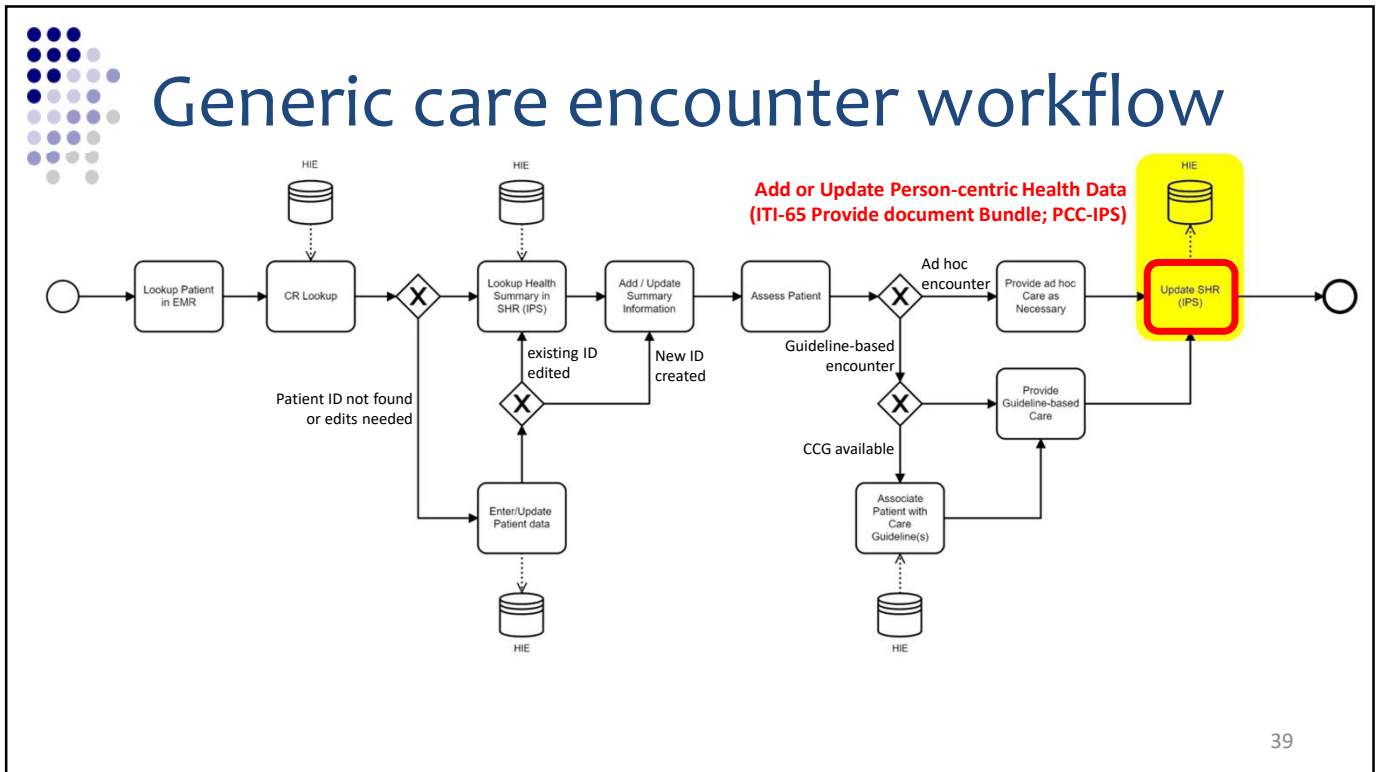 Generic care encounter workflow
HIE
HIE
HIE
Add or Update Person-centric Health Data
(ITI-65 Provide document Bundle; PCC-IPS)
Lookup Patient
in EMR
CR Lookup
X
Lookup Health
Summary in
SHR (IPS)
Add / Update
Summary
Information
Assess Patient
X
Ad hoc
encounter
Provide ad hoc
Care as
Necessary
Update SHR
(IPS)
Patient ID not found
or edits needed
existing ID
edited
New ID
created
X
Guideline-based
encounter
X
Provide
Guideline-based
Care
CCG available
Enter/Update
Patient data
Associate
Patient with
Care
Guideline(s)
HIE
HIE
39